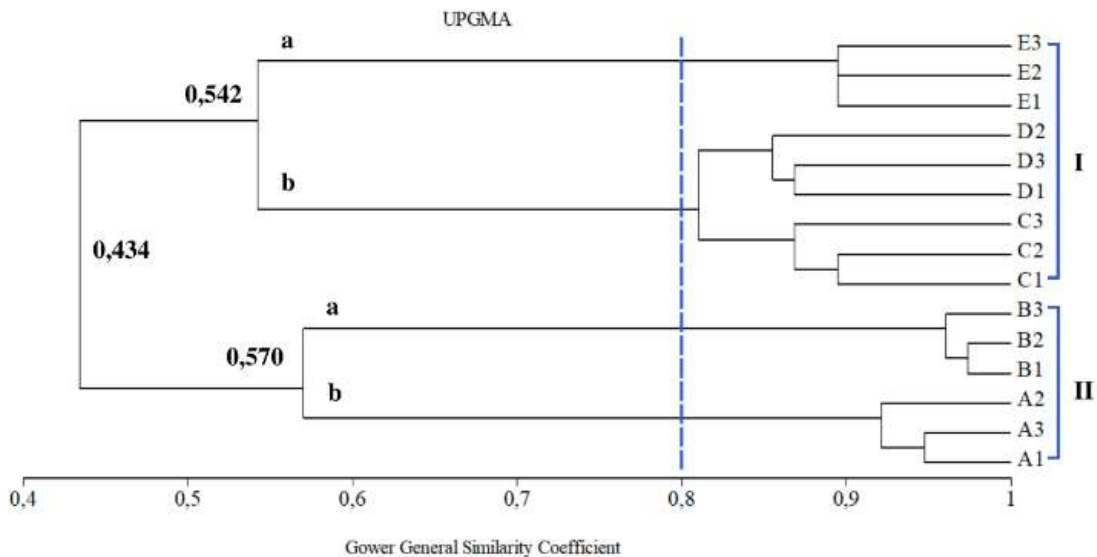 UPGMA
a
E3
E2
0,542
E1
D2
D3
I
b
D1
C3
0,434
C2
C1
a
B3
B2
0,570
B1
b
A2
II
A3
A1
0,4 0,5 0,6 0,7 0,8 0,9 1
Gower General Similarity Coefficient